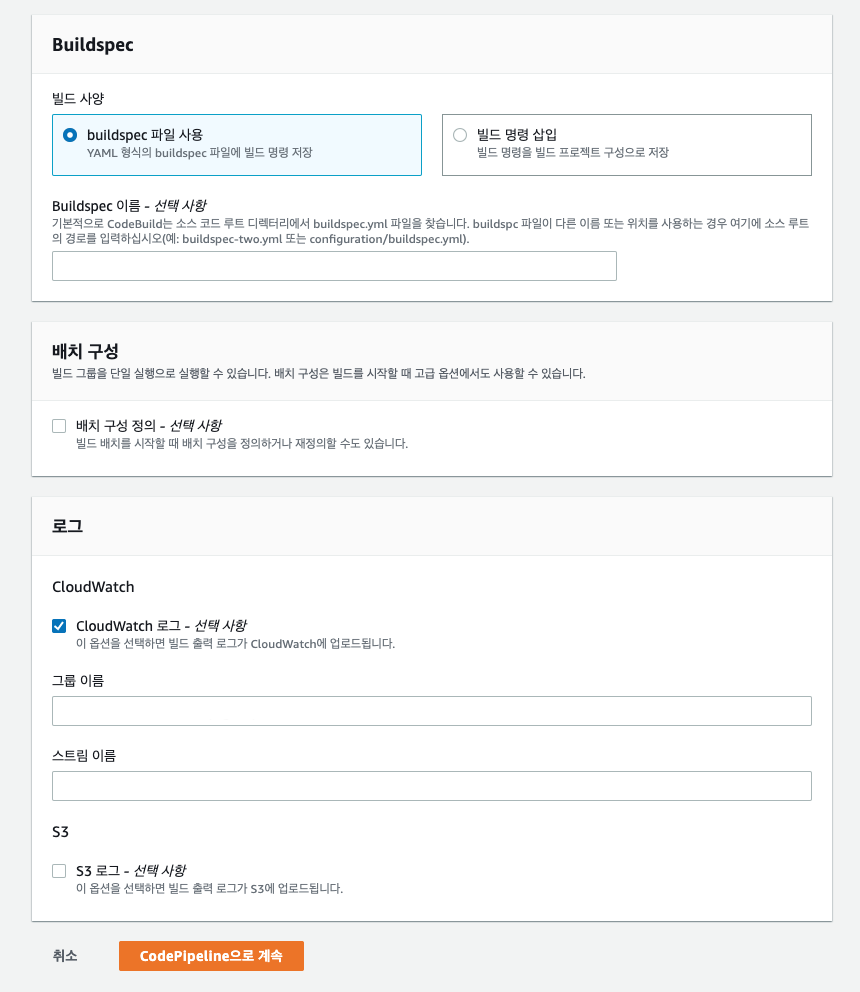 Buildspec
빌드 사양
buildspec 파일 사용
YAML 형식의 buildspec 파일에 빌드 명령 저장
빌드 명령 삽입
빌드 명령을 빌드 프로젝트 구성으로 저장
Buildspec 이름 - 선택 사항
기본적으로 CodeBuild는 소스 코드 루트 디렉터리에서 buildspec.yml 파일을 찾습니다. buildspc 파일이 다른 이름 또는 위치를 사용하는 경우 여기에 소스 루트
의 경로를 입력하십시오(예: buildspec-two.yml 또는 configuration/buildspec.yml).
배치 구성
빌드 그룹을 단일 실행으로 실행할 수 있습니다. 배치 구성은 빌드를 시작할 때 고급 옵션에서도 사용할 수 있습니다.
배치 구성 정의 - 선택 사항
빌드 배치를 시작할 때 배치 구성을 정의하거나 재정의할 수도 있습니다.
로그
CloudWatch
CloudWatch 로그 - 선택 사항
이 옵션을 선택하면 빌드 출력 로그가 CloudWatch에 업로드됩니다.
그룹 이름
스트림 이름
S3
S3 로그 - 선택 사항
이 옵션을 선택하면 빌드 출력 로그가 S3에 업로드됩니다.
취소
CodePipeline으로 계속